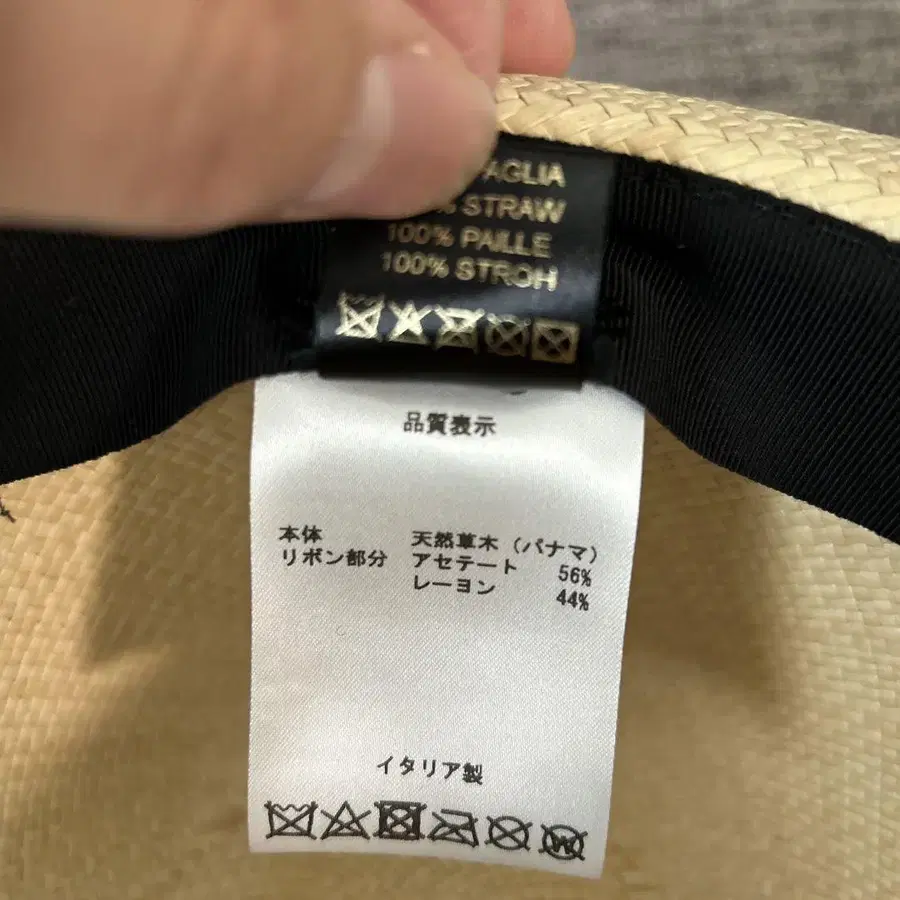 PAGLIA
% STRAW
100% PAILLE
100% STROH
品質表示
本体 天然草木 (パナマ)
リボン部分 アセテート 56%
レーヨン 44%
イタリア製
W